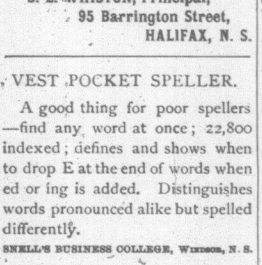 Principal,
95 Barrington Street,
HALIFAX, N. S.
VEST POCKET SPELLER.
A good thing for poor spellers
—find any word at once; 22,800
indexed; defines and shows when
to drop E at the end of words when
ed or ing is added. Distinguishes
words pronounced alike but spelled
differently.
SNELL'S BUSINESS COLLEGE, WINDSOR, N. S.